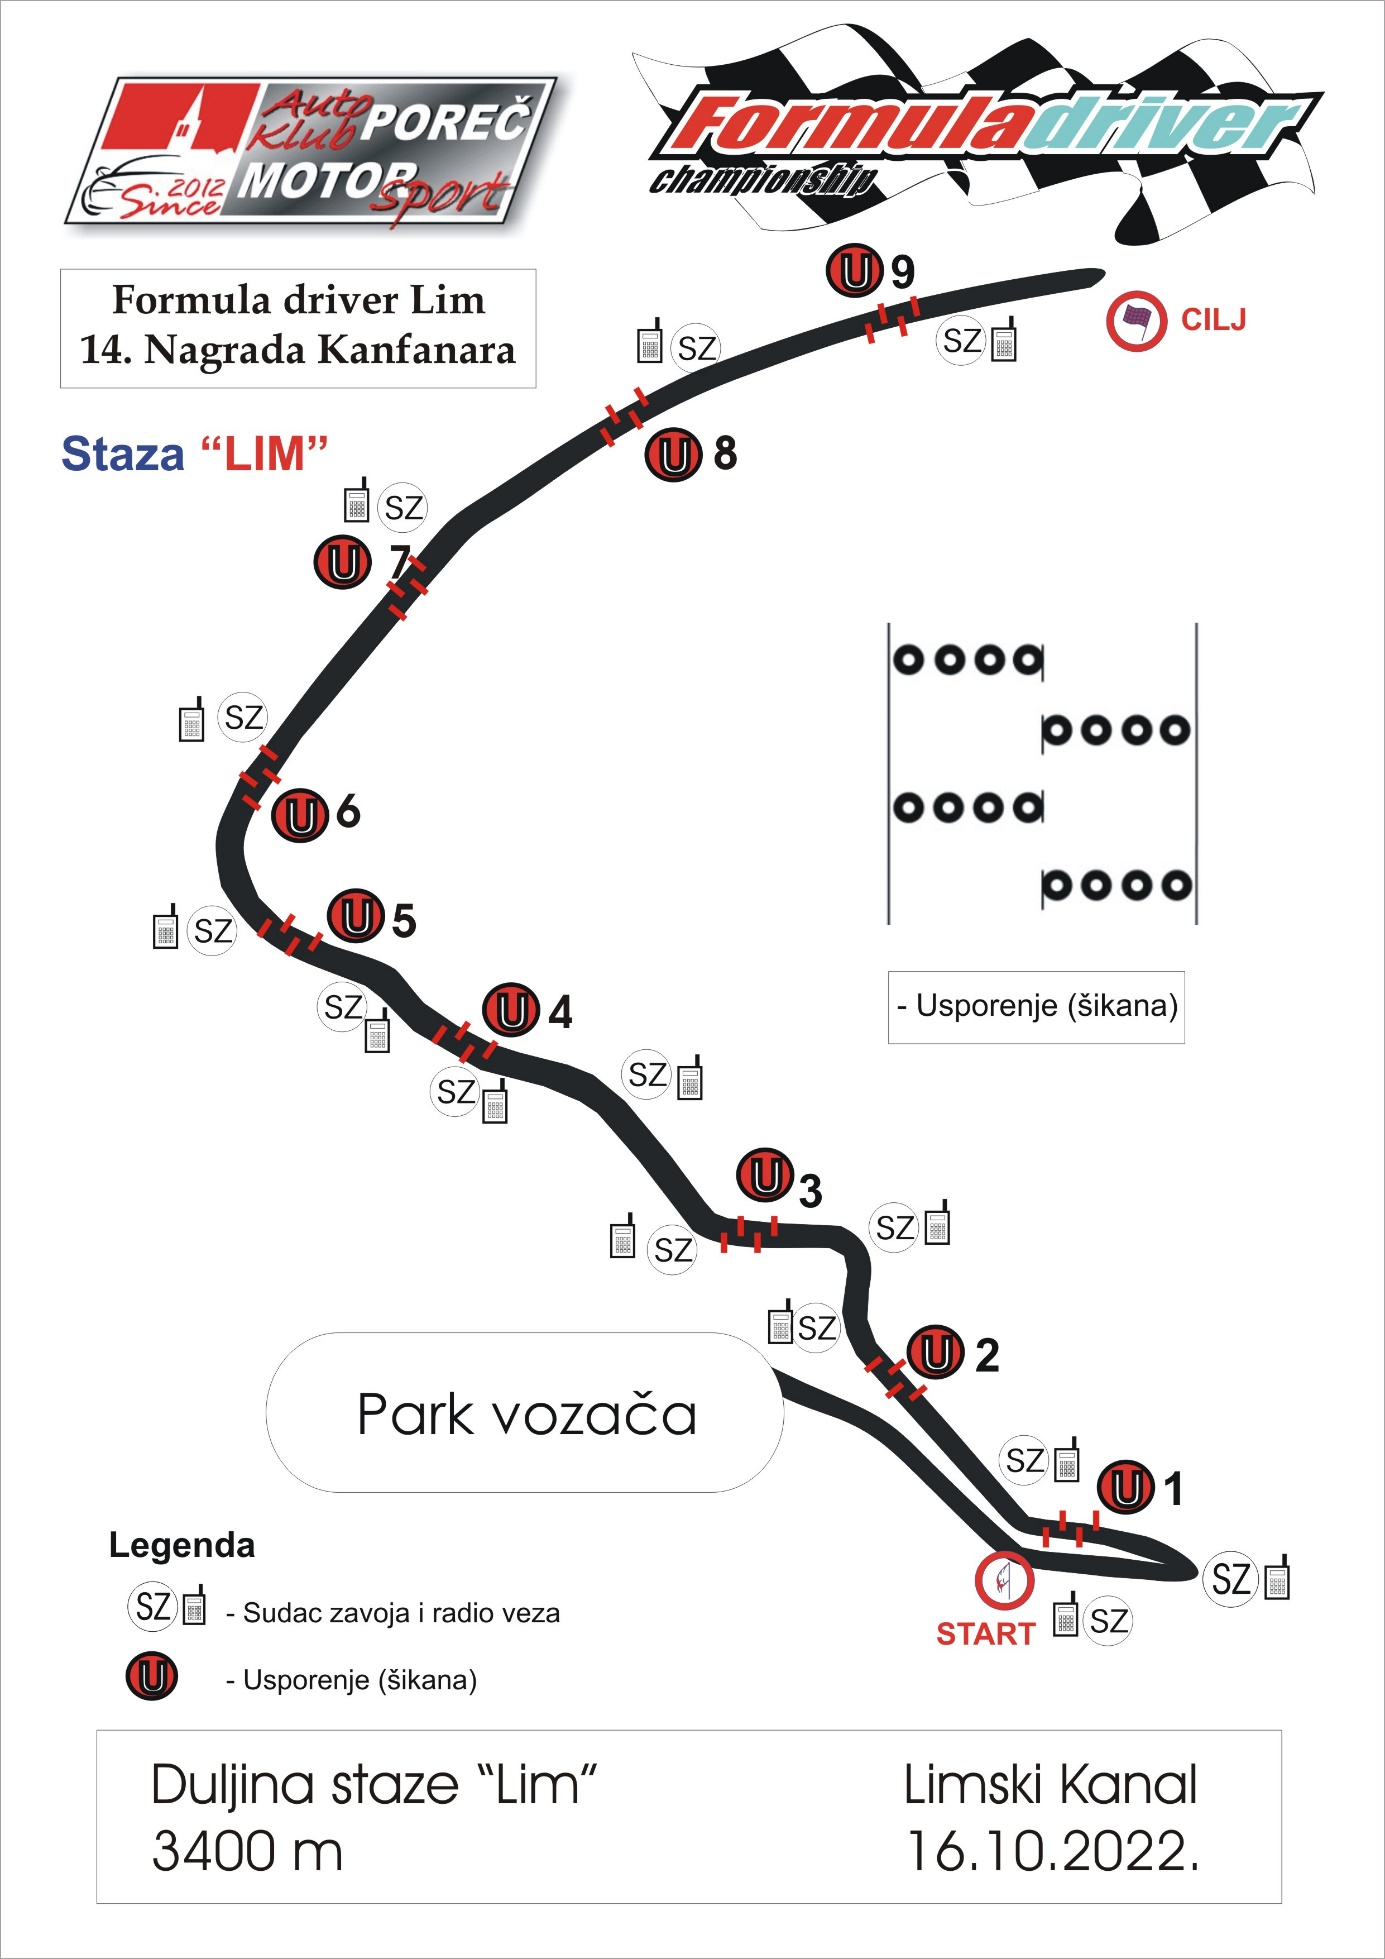 Auto
Klub POREČ
MOTOR sport
Since 2012
Formuladriver
championship
Formula driver Lim
14. Nagrada Kanfanara
Staza “LIM”
U 9
CILJ
SZ
SZ
U 8
SZ
U 7
SZ
U 6
U 5
SZ
SZ
U 4
- Usporenje (šikana)
SZ
SZ
U 3
SZ
SZ
SZ
U 2
Park vozača
SZ
U 1
SZ
START
SZ
Legenda
SZ - Sudac zavoja i radio veza
U - Usporenje (šikana)
Duljina staze “Lim“
3400 m
Limski Kanal
16.10.2022.